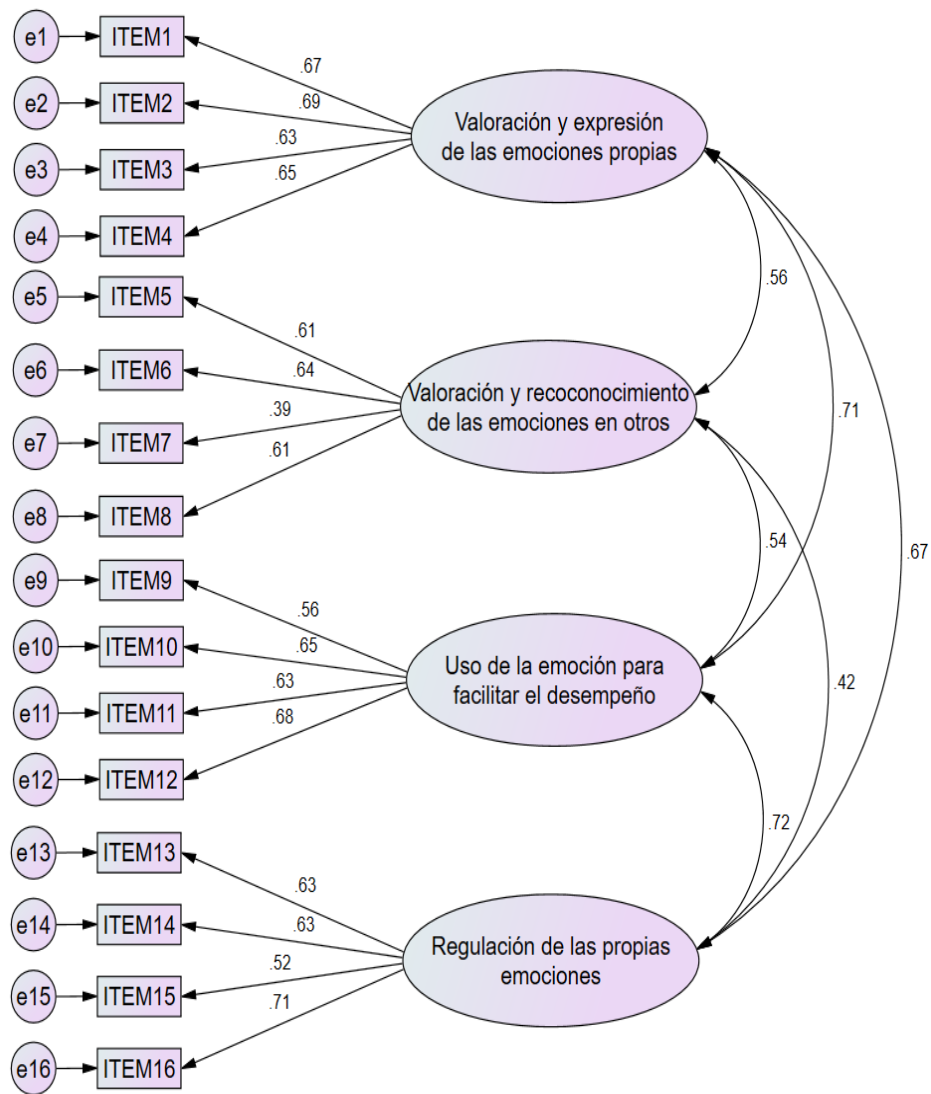 e1 ITEM1
.67
e2 ITEM2
.69
Valoración y expresión
de las emociones propias
e3 ITEM3
.63
e4 ITEM4
.65
e5 ITEM5
.56
.61
e6 ITEM6
.64
Valoración y recoconocimiento
de las emociones en otros
.71
e7 ITEM7
.39
e8 ITEM8
.61
.54
.67
e9 ITEM9
.56
e10 ITEM10
.65
Uso de la emoción para
facilitar el desempeño
.42
e11 ITEM11
.63
e12 ITEM12
.68
.72
e13 ITEM13
.63
e14 ITEM14
.63
Regulación de las propias
emociones
e15 ITEM15
.52
e16 ITEM16
.71